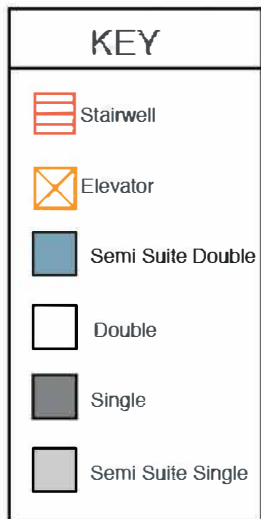 KEY
Stairwell
Elevator
Semi Suite Double
Double
Single
Semi Suite Single